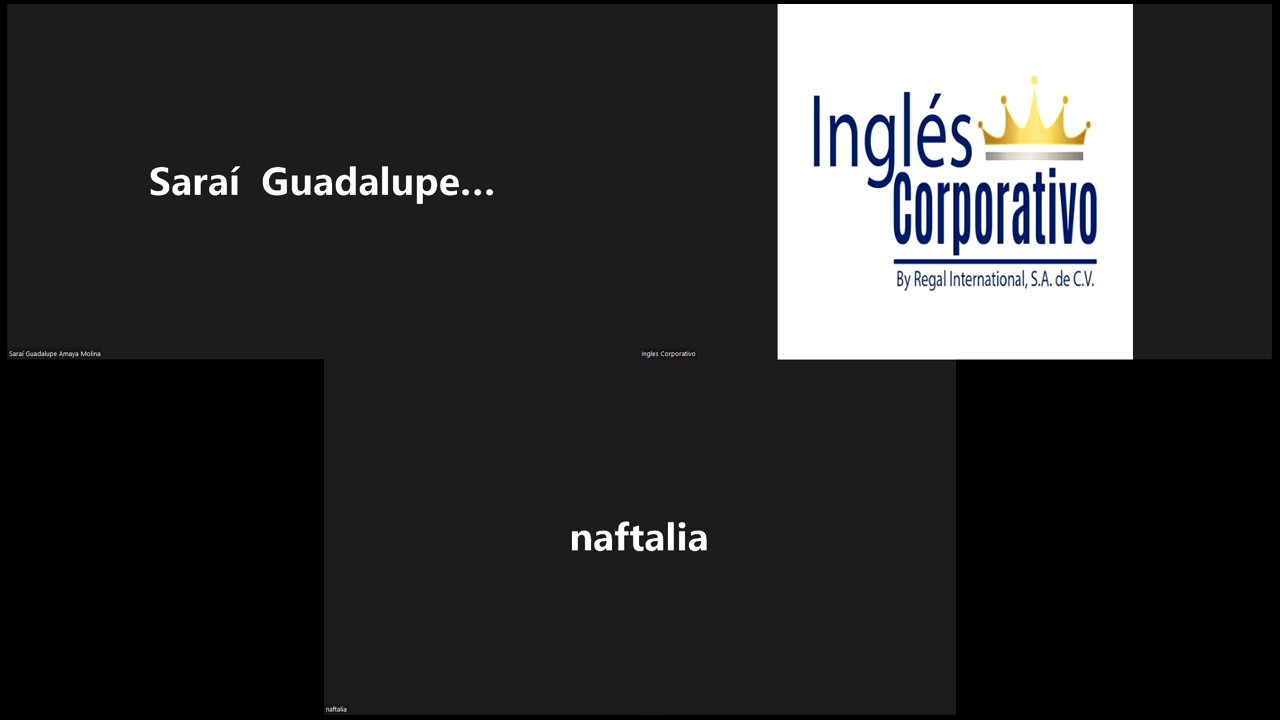 Saraí Guadalupe...
Saraí Guadalupe Amaya Molina
Inglés
Corporativo
By Regal International, S.A. de C.V.
Ingles Corporativo
naftalia
naftalia